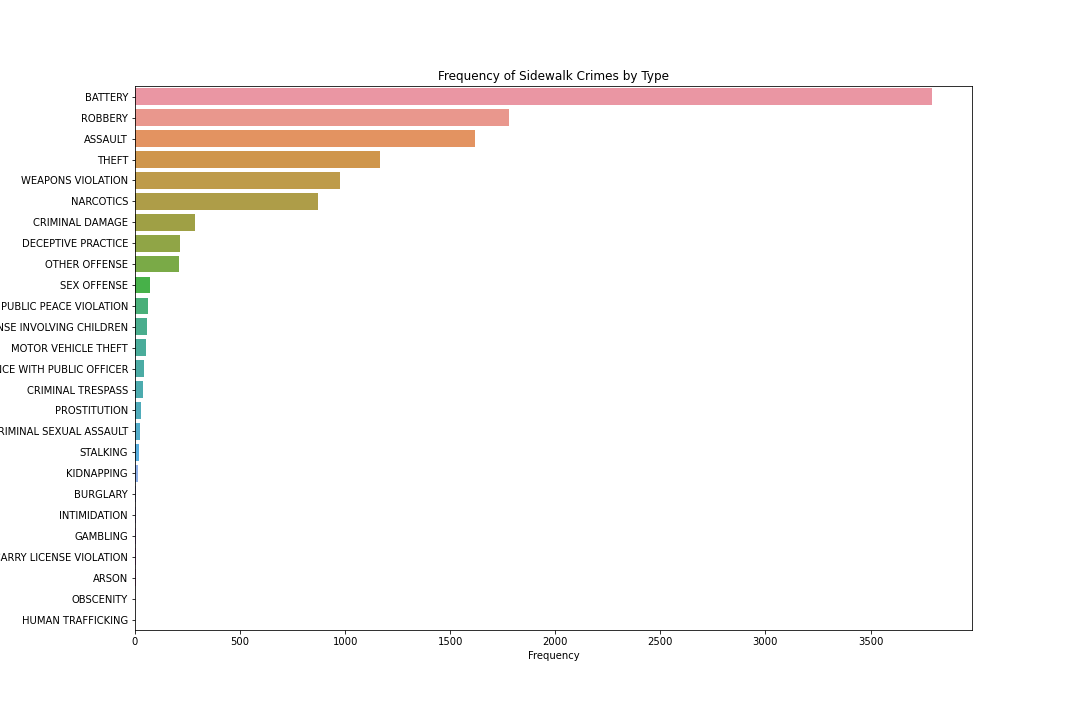 Frequency of Sidewalk Crimes by Type
BATTERY
ROBBERY
ASSAULT
THEFT
WEAPONS VIOLATION
NARCOTICS
CRIMINAL DAMAGE
DECEPTIVE PRACTICE
OTHER OFFENSE
SEX OFFENSE
PUBLIC PEACE VIOLATION
NSE INVOLVING CHILDREN
MOTOR VEHICLE THEFT
NCE WITH PUBLIC OFFICER
CRIMINAL TRESPASS
PROSTITUTION
RIMINAL SEXUAL ASSAULT
STALKING
KIDNAPPING
BURGLARY
INTIMIDATION
GAMBLING
ARRY LICENSE VIOLATION
ARSON
OBSCENITY
HUMAN TRAFFICKING
0 500 1000 1500 2000 2500 3000 3500
Frequency